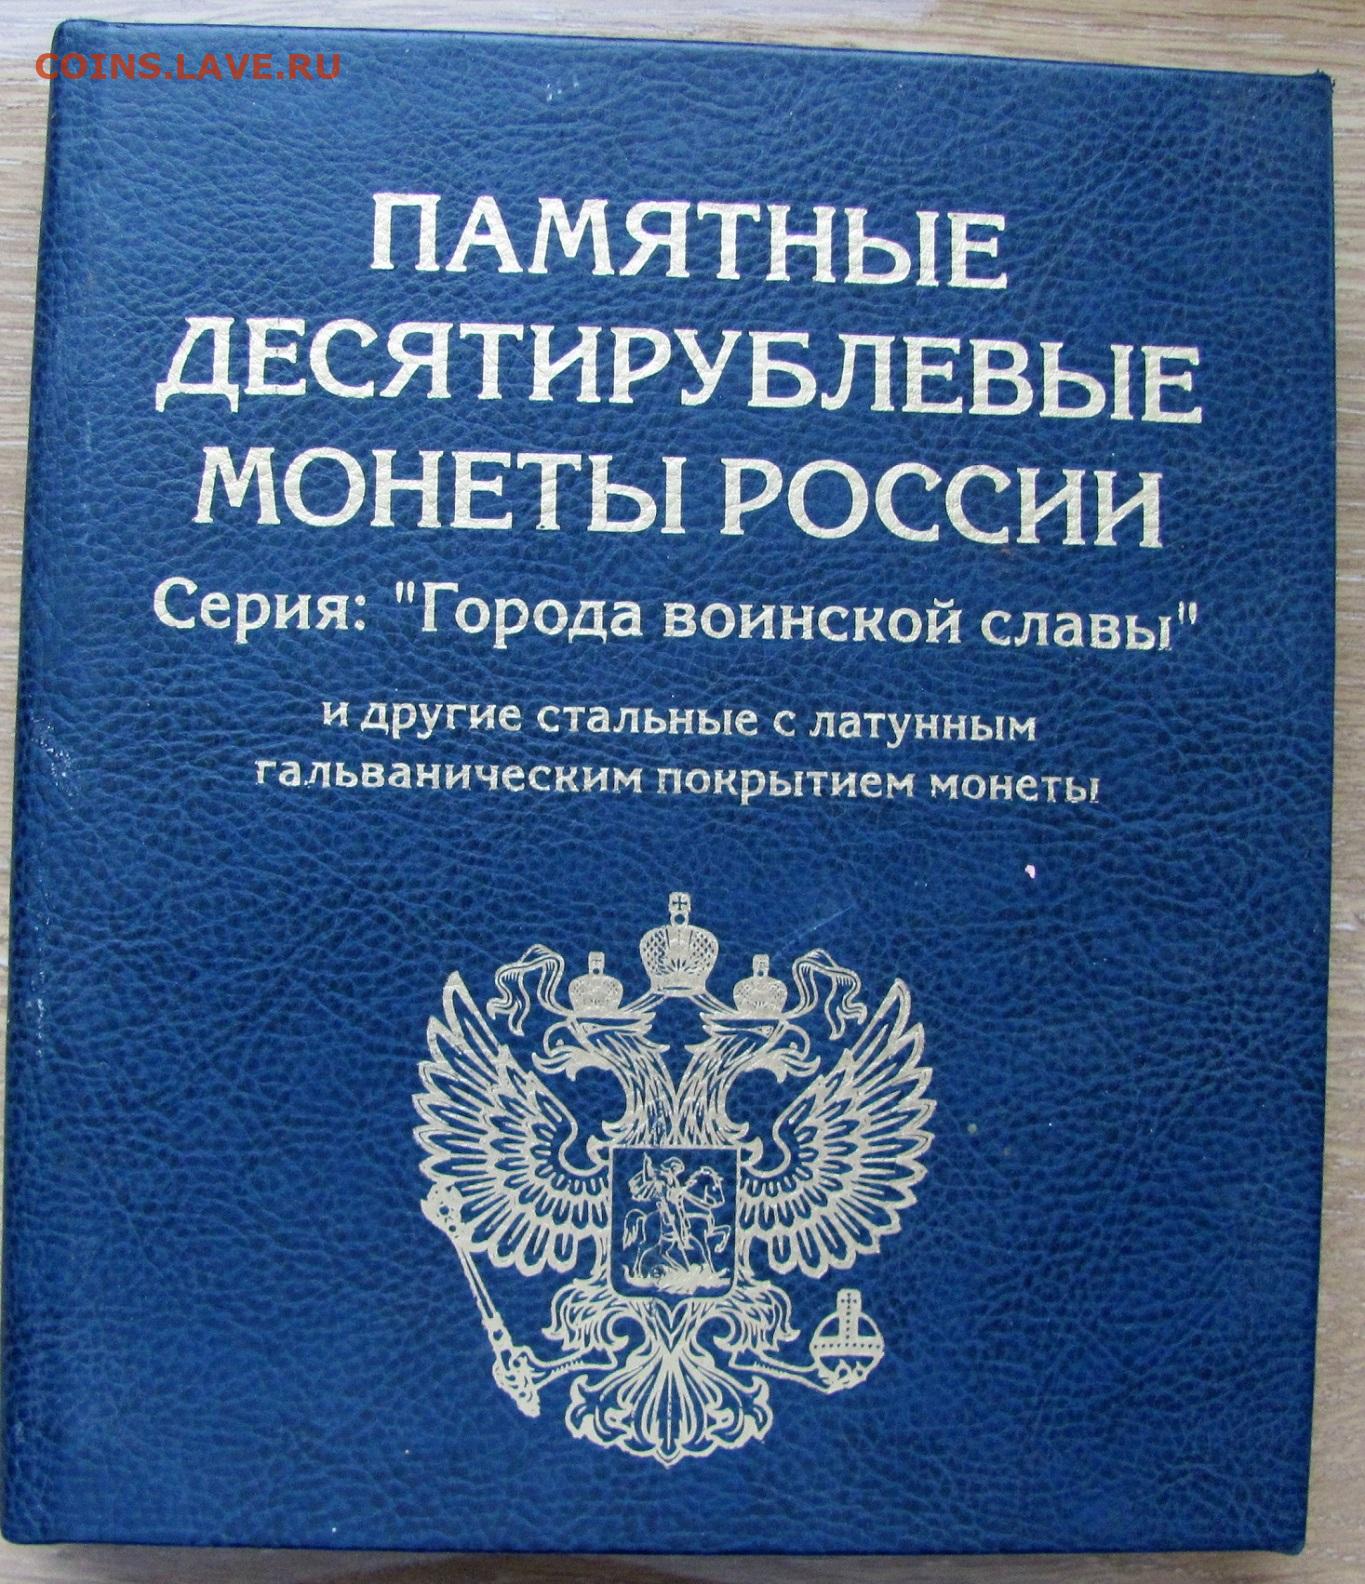 COINS.LAVE.RU
ПАМЯТНЫЕ
ДЕСЯТИРУБЛЕВЫЕ
МОНЕТЫ РОССИИ
Серия: "Города воинской славы"
и другие стальные с латунным
гальваническим покрытием монеты